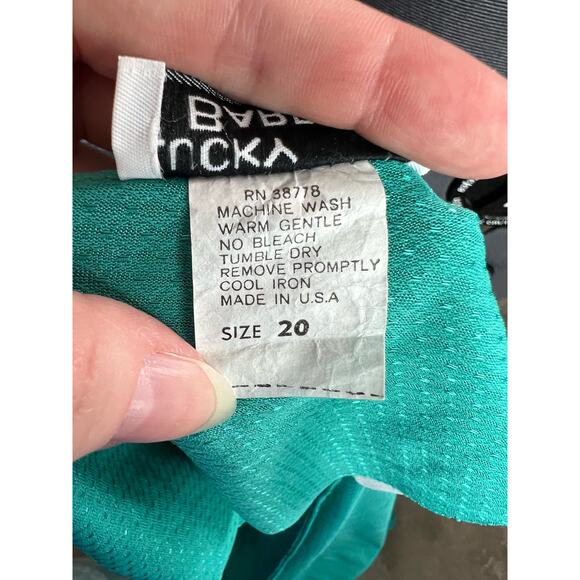 RN 38778
MACHINE WASH
WARM GENTLE
NO BLEACH
TUMBLE DRY
REMOVE PROMPTLY
COOL IRON
MADE IN U.S.A
SIZE 20